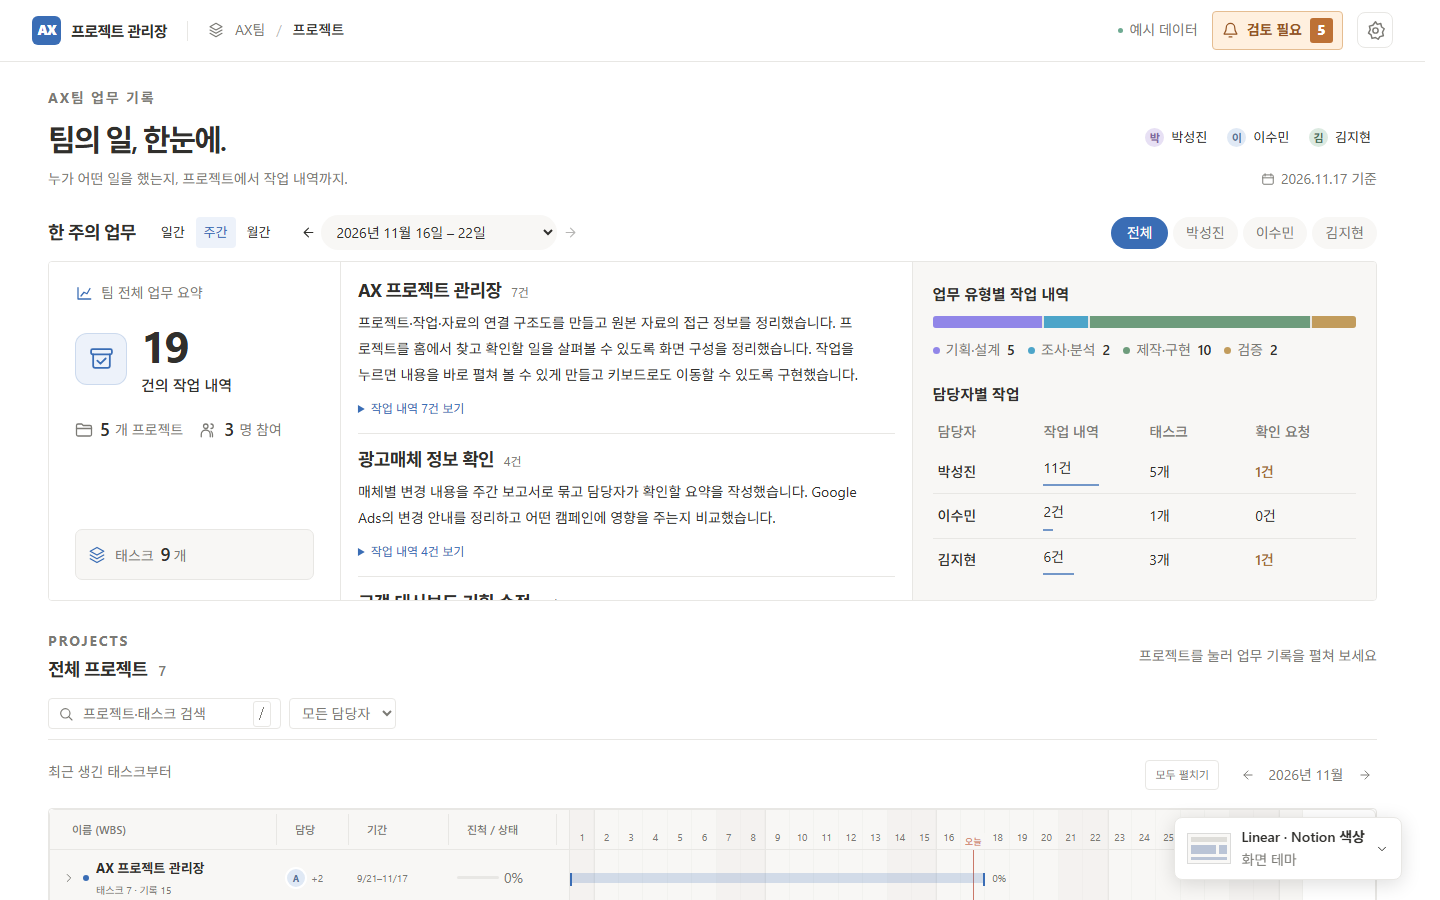 AX 프로젝트 관리장 AX팀 / 프로젝트 예시 데이터 검토 필요 5
AX팀 업무 기록
팀의 일, 한눈에.
박 박성진 이 이수민 김 김지현
누가 어떤 일을 했는지, 프로젝트에서 작업 내역까지.
2026.11.17 기준
한 주의 업무 일간 주간 월간 ← 2026년 11월 16일 – 22일 →
전체 박성진 이수민 김지현
팀 전체 업무 요약
19
건의 작업 내역
5 개 프로젝트 3 명 참여
태스크 9 개
AX 프로젝트 관리장 7건
프로젝트·작업·자료의 연결 구조도를 만들고 원본 자료의 접근 정보를 정리했습니다. 프
로젝트를 홈에서 찾고 확인할 일을 살펴볼 수 있도록 화면 구성을 정리했습니다. 작업을
누르면 내용을 바로 펼쳐 볼 수 있게 만들고 키보드로도 이동할 수 있도록 구현했습니다.
▶ 작업 내역 7건 보기
광고매체 정보 확인 4건
매체별 변경 내용을 주간 보고서로 묶고 담당자가 확인할 요약을 작성했습니다. Google
Ads의 변경 안내를 정리하고 어떤 캠페인에 영향을 주는지 비교했습니다.
▶ 작업 내역 4건 보기
업무 유형별 작업 내역
기획·설계 5 조사·분석 2 제작·구현 10 검증 2
담당자별 작업
담당자 작업 내역 태스크 확인 요청
박성진 11건 5개 1건
이수민 2건 1개 0건
김지현 6건 3개 1건
PROJECTS
전체 프로젝트 7
프로젝트를 눌러 업무 기록을 펼쳐 보세요
프로젝트·태스크 검색 / 모든 담당자
최근 생긴 태스크부터
모두 펼치기 ← 2026년 11월 →
이름 (WBS) 담당 기간 진척 / 상태 1 2 3 4 5 6 7 8 9 10 11 12 13 14 15 16 오늘 18 19 20 21 22 23 24 25
AX 프로젝트 관리장
태스크 7 · 기록 15
A +2 9/21–11/17 0% 0%
Linear · Notion 색상
화면 테마